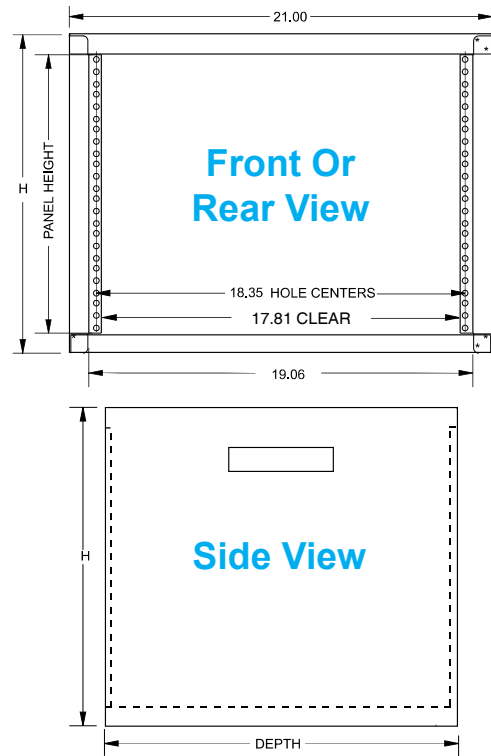 21.00
H
PANEL HEIGHT
Front Or
Rear View
18.35 HOLE CENTERS
17.81 CLEAR
19.06
H
Side View
DEPTH